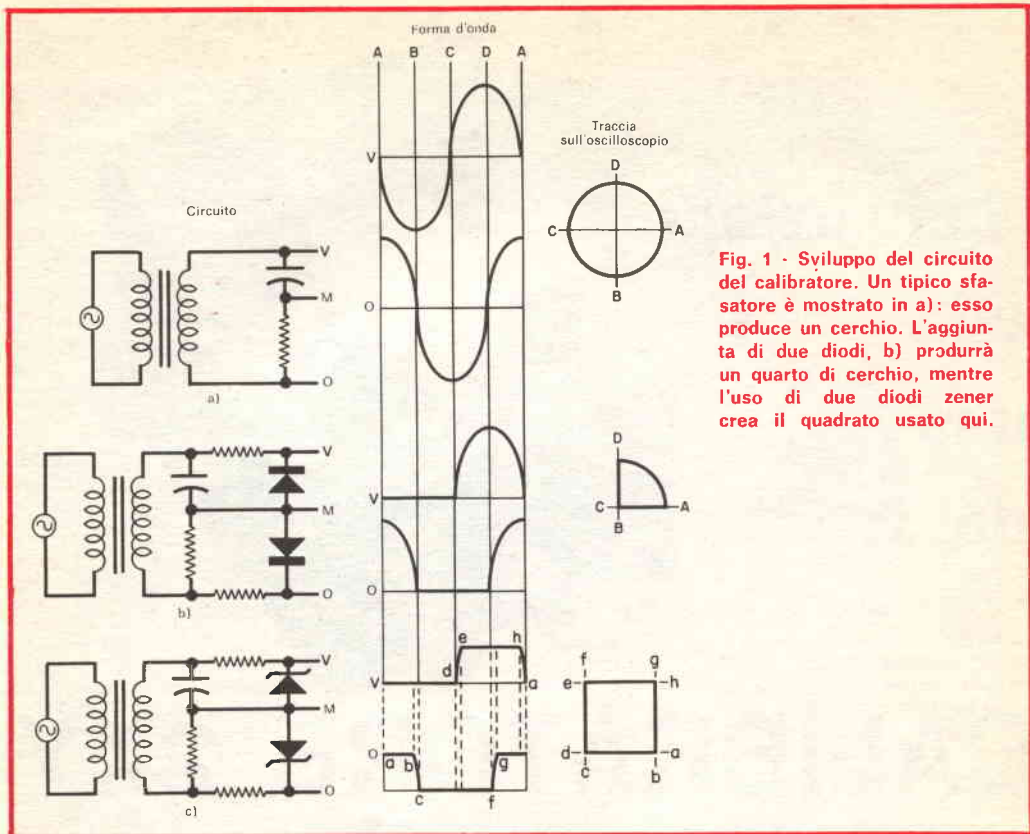 Forma d'onda
A B C D A
V
O
Traccia
sull'oscilloscopio
D
C A
B
Circuito
V
M
O
a)
Fig. 1 - Sviluppo del circuito
del calibratore. Un tipico sfa-
satore è mostrato in a): esso
produce un cerchio. L'aggiun-
ta di due diodi, b) produrrà
un quarto di cerchio, mentre
l'uso di due diodi zener
crea il quadrato usato qui.
V
M
O
b)
V
O
D
C A
B
V
M
O
c)
e h
d
V a
O
a b g
c f
f g
e h
d a
c b